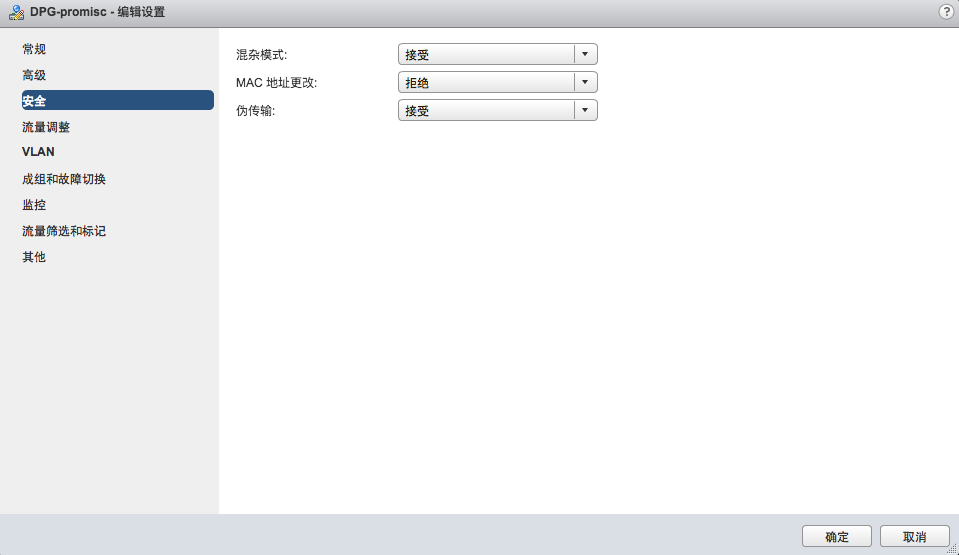 DPG-promisc - 编辑设置
?
常规
高级
安全
流量调整
VLAN
成组和故障切换
监控
流量筛选和标记
其他
混杂模式: 接受
MAC 地址更改: 拒绝
伪传输: 接受
确定 取消